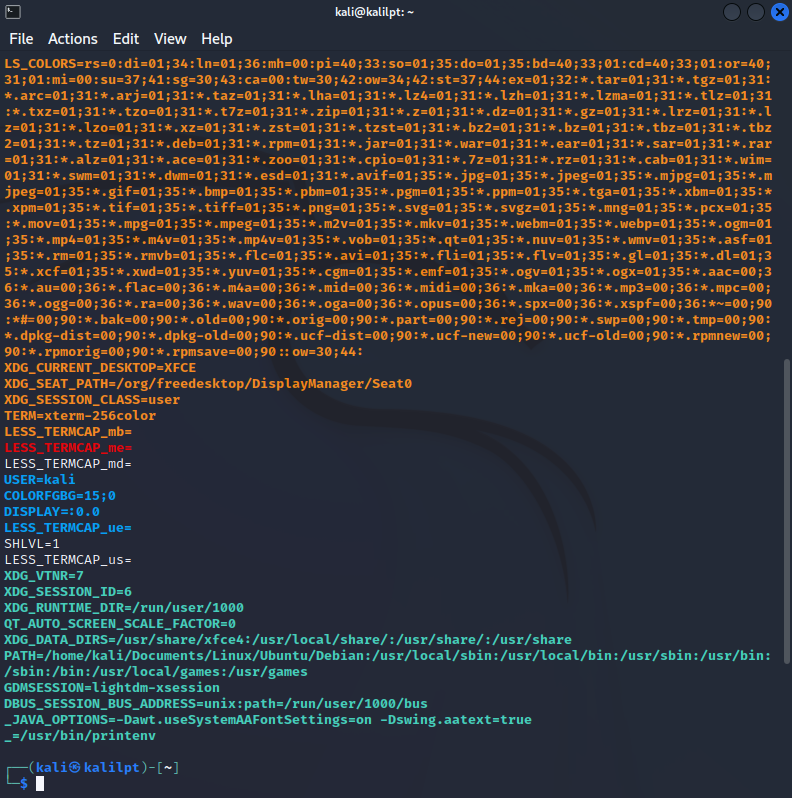 kali@kalilpt: ~
File Actions Edit View Help
LS_COLORS=rs=0:di=01;34:ln=01;36:mh=00:pi=40;33:so=01;35:do=01;35:bd=40;33;01:cd=40;33;01:or=40;
31;01:mi=00:su=37;41:sg=30;43:ca=00:tw=30;42:ow=34;42:st=37;44:ex=01;32:*.tar=01;31:*.tgz=01;31:
*.arc=01;31:*.arj=01;31:*.taz=01;31:*.lha=01;31:*.lz4=01;31:*.lzh=01;31:*.lzma=01;31:*.tlz=01;31
:*.txz=01;31:*.tzo=01;31:*.t7z=01;31:*.zip=01;31:*.z=01;31:*.dz=01;31:*.gz=01;31:*.lrz=01;31:*.l
z=01;31:*.lzo=01;31:*.xz=01;31:*.zst=01;31:*.tzst=01;31:*.bz2=01;31:*.bz=01;31:*.tbz=01;31:*.tbz
2=01;31:*.tz=01;31:*.deb=01;31:*.rpm=01;31:*.jar=01;31:*.war=01;31:*.ear=01;31:*.sar=01;31:*.rar
=01;31:*.alz=01;31:*.ace=01;31:*.zoo=01;31:*.cpio=01;31:*.7z=01;31:*.rz=01;31:*.cab=01;31:*.wim=
01;31:*.swm=01;31:*.dwm=01;31:*.esd=01;31:*.avif=01;35:*.jpg=01;35:*.jpeg=01;35:*.mjpg=01;35:*.m
jpeg=01;35:*.gif=01;35:*.bmp=01;35:*.pbm=01;35:*.pgm=01;35:*.ppm=01;35:*.tga=01;35:*.xbm=01;35:*
.xpm=01;35:*.tif=01;35:*.tiff=01;35:*.png=01;35:*.svg=01;35:*.svgz=01;35:*.mng=01;35:*.pcx=01;35
:*.mov=01;35:*.mpg=01;35:*.mpeg=01;35:*.m2v=01;35:*.mkv=01;35:*.webm=01;35:*.webp=01;35:*.ogm=01
;35:*.mp4=01;35:*.m4v=01;35:*.mp4v=01;35:*.vob=01;35:*.qt=01;35:*.nuv=01;35:*.wmv=01;35:*.asf=01
;35:*.rm=01;35:*.rmvb=01;35:*.flc=01;35:*.avi=01;35:*.fli=01;35:*.flv=01;35:*.gl=01;35:*.dl=01;3
5:*.xcf=01;35:*.xwd=01;35:*.yuv=01;35:*.cgm=01;35:*.emf=01;35:*.ogv=01;35:*.ogx=01;35:*.aac=00;3
6:*.au=00;36:*.flac=00;36:*.m4a=00;36:*.mid=00;36:*.midi=00;36:*.mka=00;36:*.mp3=00;36:*.mpc=00;
36:*.ogg=00;36:*.ra=00;36:*.wav=00;36:*.oga=00;36:*.opus=00;36:*.spx=00;36:*.xspf=00;36:*~=00;90
:*#=00;90:*.bak=00;90:*.old=00;90:*.orig=00;90:*.part=00;90:*.rej=00;90:*.swp=00;90:*.tmp=00;90:
*.dpkg-dist=00;90:*.dpkg-old=00;90:*.ucf-dist=00;90:*.ucf-new=00;90:*.ucf-old=00;90:*.rpmnew=00;
90:*.rpmorig=00;90:*.rpmsave=00;90::ow=30;44:
XDG_CURRENT_DESKTOP=XFCE
XDG_SEAT_PATH=/org/freedesktop/DisplayManager/Seat0
XDG_SESSION_CLASS=user
TERM=xterm-256color
LESS_TERMCAP_mb=
LESS_TERMCAP_me=
LESS_TERMCAP_md=
USER=kali
COLORFGBG=15;0
DISPLAY=:0.0
LESS_TERMCAP_ue=
SHLVL=1
LESS_TERMCAP_us=
XDG_VTNR=7
XDG_SESSION_ID=6
XDG_RUNTIME_DIR=/run/user/1000
QT_AUTO_SCREEN_SCALE_FACTOR=0
XDG_DATA_DIRS=/usr/share/xfce4:/usr/local/share/:/usr/share/:/usr/share
PATH=/home/kali/Documents/Linux/Ubuntu/Debian:/usr/local/sbin:/usr/local/bin:/usr/sbin:/usr/bin:
/sbin:/bin:/usr/local/games:/usr/games
GDMSESSION=lightdm-xsession
DBUS_SESSION_BUS_ADDRESS=unix:path=/run/user/1000/bus
_JAVA_OPTIONS=-Dawt.useSystemAAFontSettings=on -Dswing.aatext=true
_=/usr/bin/printenv
┌──(kali㉿kalilpt)-[~]
└─$